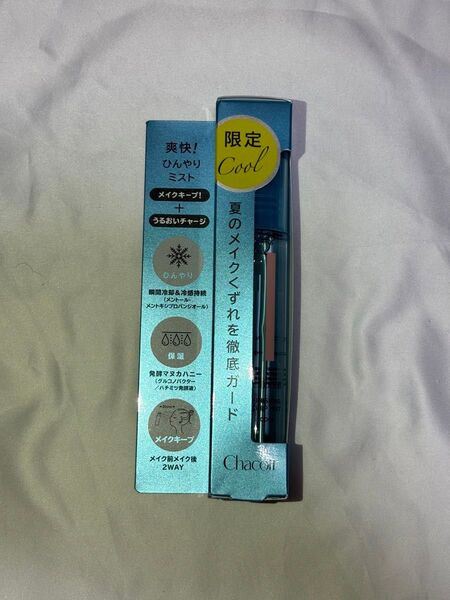 爽快!
ひんやり
ミスト
メイクキープ!
+
うるおいチャージ
ひんやり
瞬間冷却&冷感持続
(メントール・
メントキシプロパンジオール)
保湿
発酵マヌカハニー
(グルコノバクター
/ハチミツ発酵液)
メイクキープ
メイク前メイク後
2WAY
限定
Cool
夏のメイクくずれを徹底ガード
Chacott